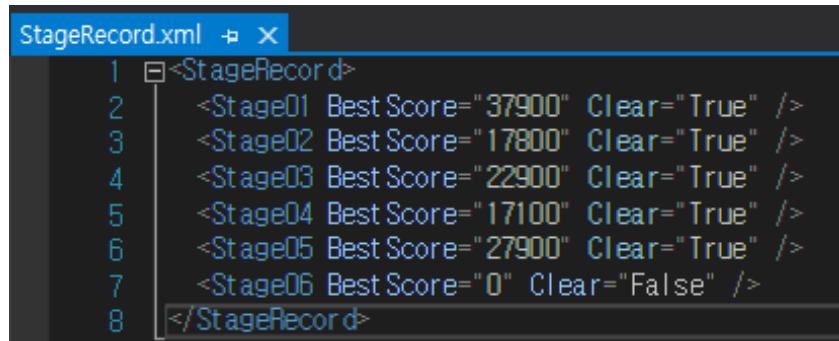 StageRecord.xml
1 <StageRecord>
2 <Stage01 BestScore="37900" Clear="True" />
3 <Stage02 BestScore="17800" Clear="True" />
4 <Stage03 BestScore="22900" Clear="True" />
5 <Stage04 BestScore="17100" Clear="True" />
6 <Stage05 BestScore="27900" Clear="True" />
7 <Stage06 BestScore="0" Clear="False" />
8 </StageRecord>